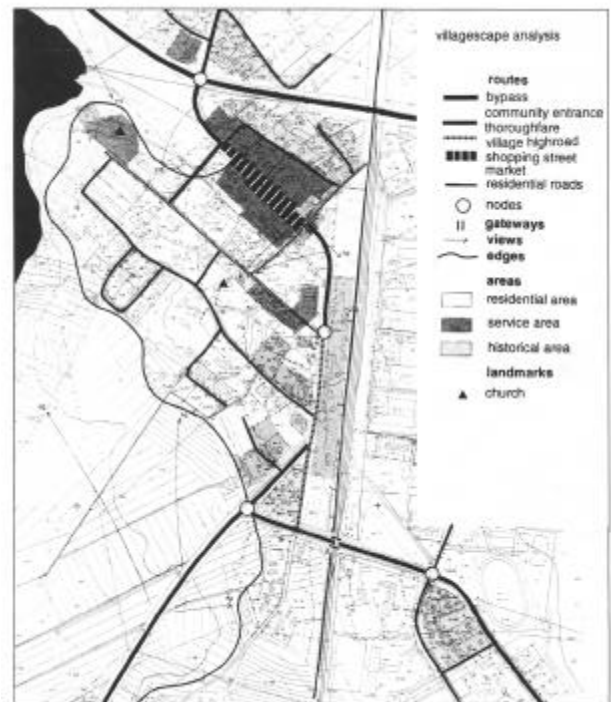 villagescape analysis
routes
bypass
community entrance
thoroughfare
village highroad
shopping street
market
residential roads
nodes
gateways
views
edges
areas
residential area
service area
historical area
landmarks
church